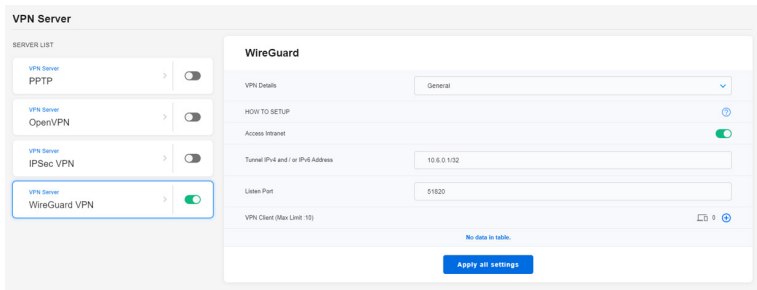 VPN Server
SERVER LIST
VPN Server
PPTP
VPN Server
OpenVPN
VPN Server
IPSec VPN
VPN Server
WireGuard VPN
WireGuard
VPN Details
General
HOW TO SETUP
Access Intranet
Tunnel IPv4 and / or IPv6 Address
10.6.0.1/32
Listen Port
51820
VPN Client (Max Limit :10)
0
No data in table.
Apply all settings